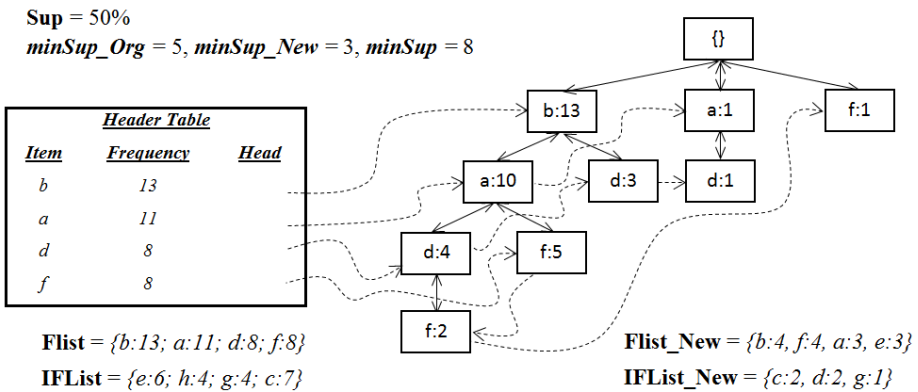 Sup = 50%
minSup_Org = 5, minSup_New = 3, minSup = 8
{}
b:13
a:1
f:1
Header Table
Item Frequency Head
b 13
a 11
d 8
f 8
a:10
d:3
d:1
d:4
f:5
f:2
Flist = {b:13; a:11; d:8; f:8}
IFList = {e:6; h:4; g:4; c:7}
Flist_New = {b:4, f:4, a:3, e:3}
IFList_New = {c:2, d:2, g:1}